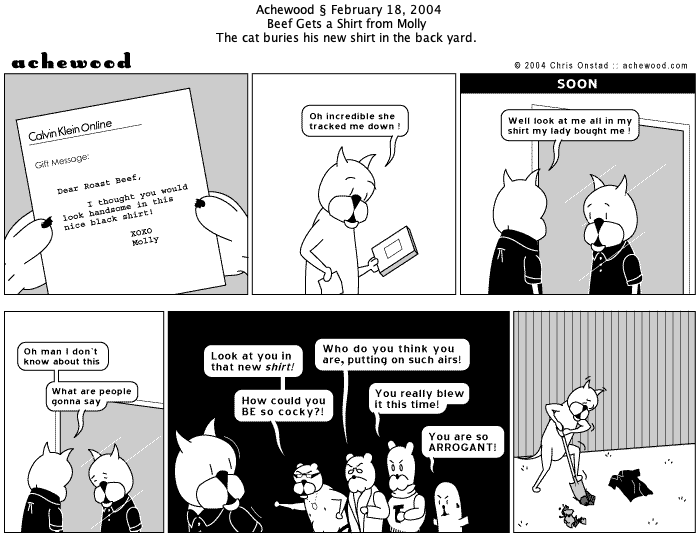 Achewood § February 18, 2004
Beef Gets a Shirt from Molly
The cat buries his new shirt in the back yard.
achewood
© 2004 Chris Onstad :: achewood.com
Calvin Klein Online
Gift Message:
Dear Roast Beef,
I thought you would
look handsome in this
nice black shirt!
XOXO
Molly
Oh incredible she
tracked me down !
SOON
Well look at me all in my
shirt my lady bought me !
Oh man I don't
know about this
What are people
gonna say
Look at you in
that new shirt!
Who do you think you
are, putting on such airs!
How could you
BE so cocky?!
You really blew
it this time!
You are so
ARROGANT!